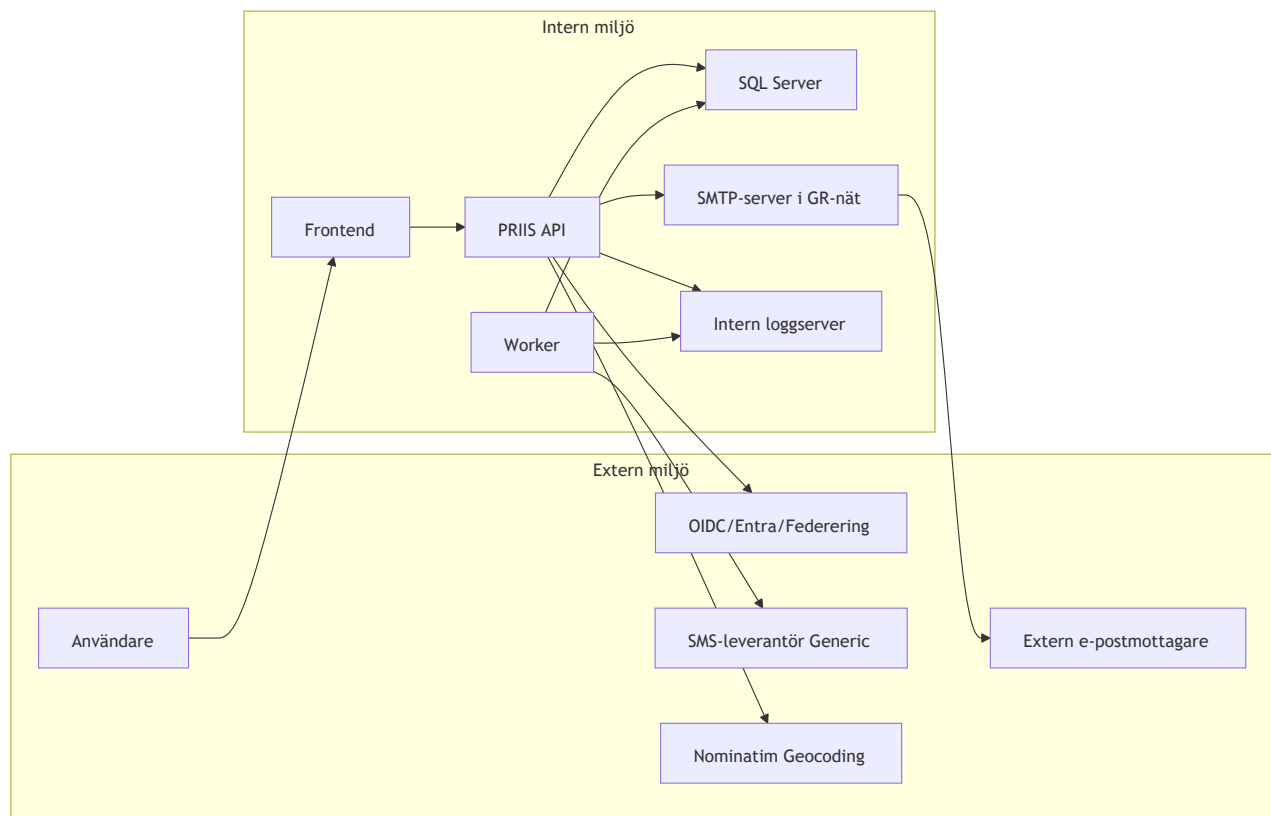 Intern miljö
SQL Server
SMTP-server i GR-nät
Frontend
PRIIS API
Intern loggserver
Worker
Extern miljö
OIDC/Entra/Federering
Användare
SMS-leverantör Generic
Extern e-postmottagare
Nominatim Geocoding